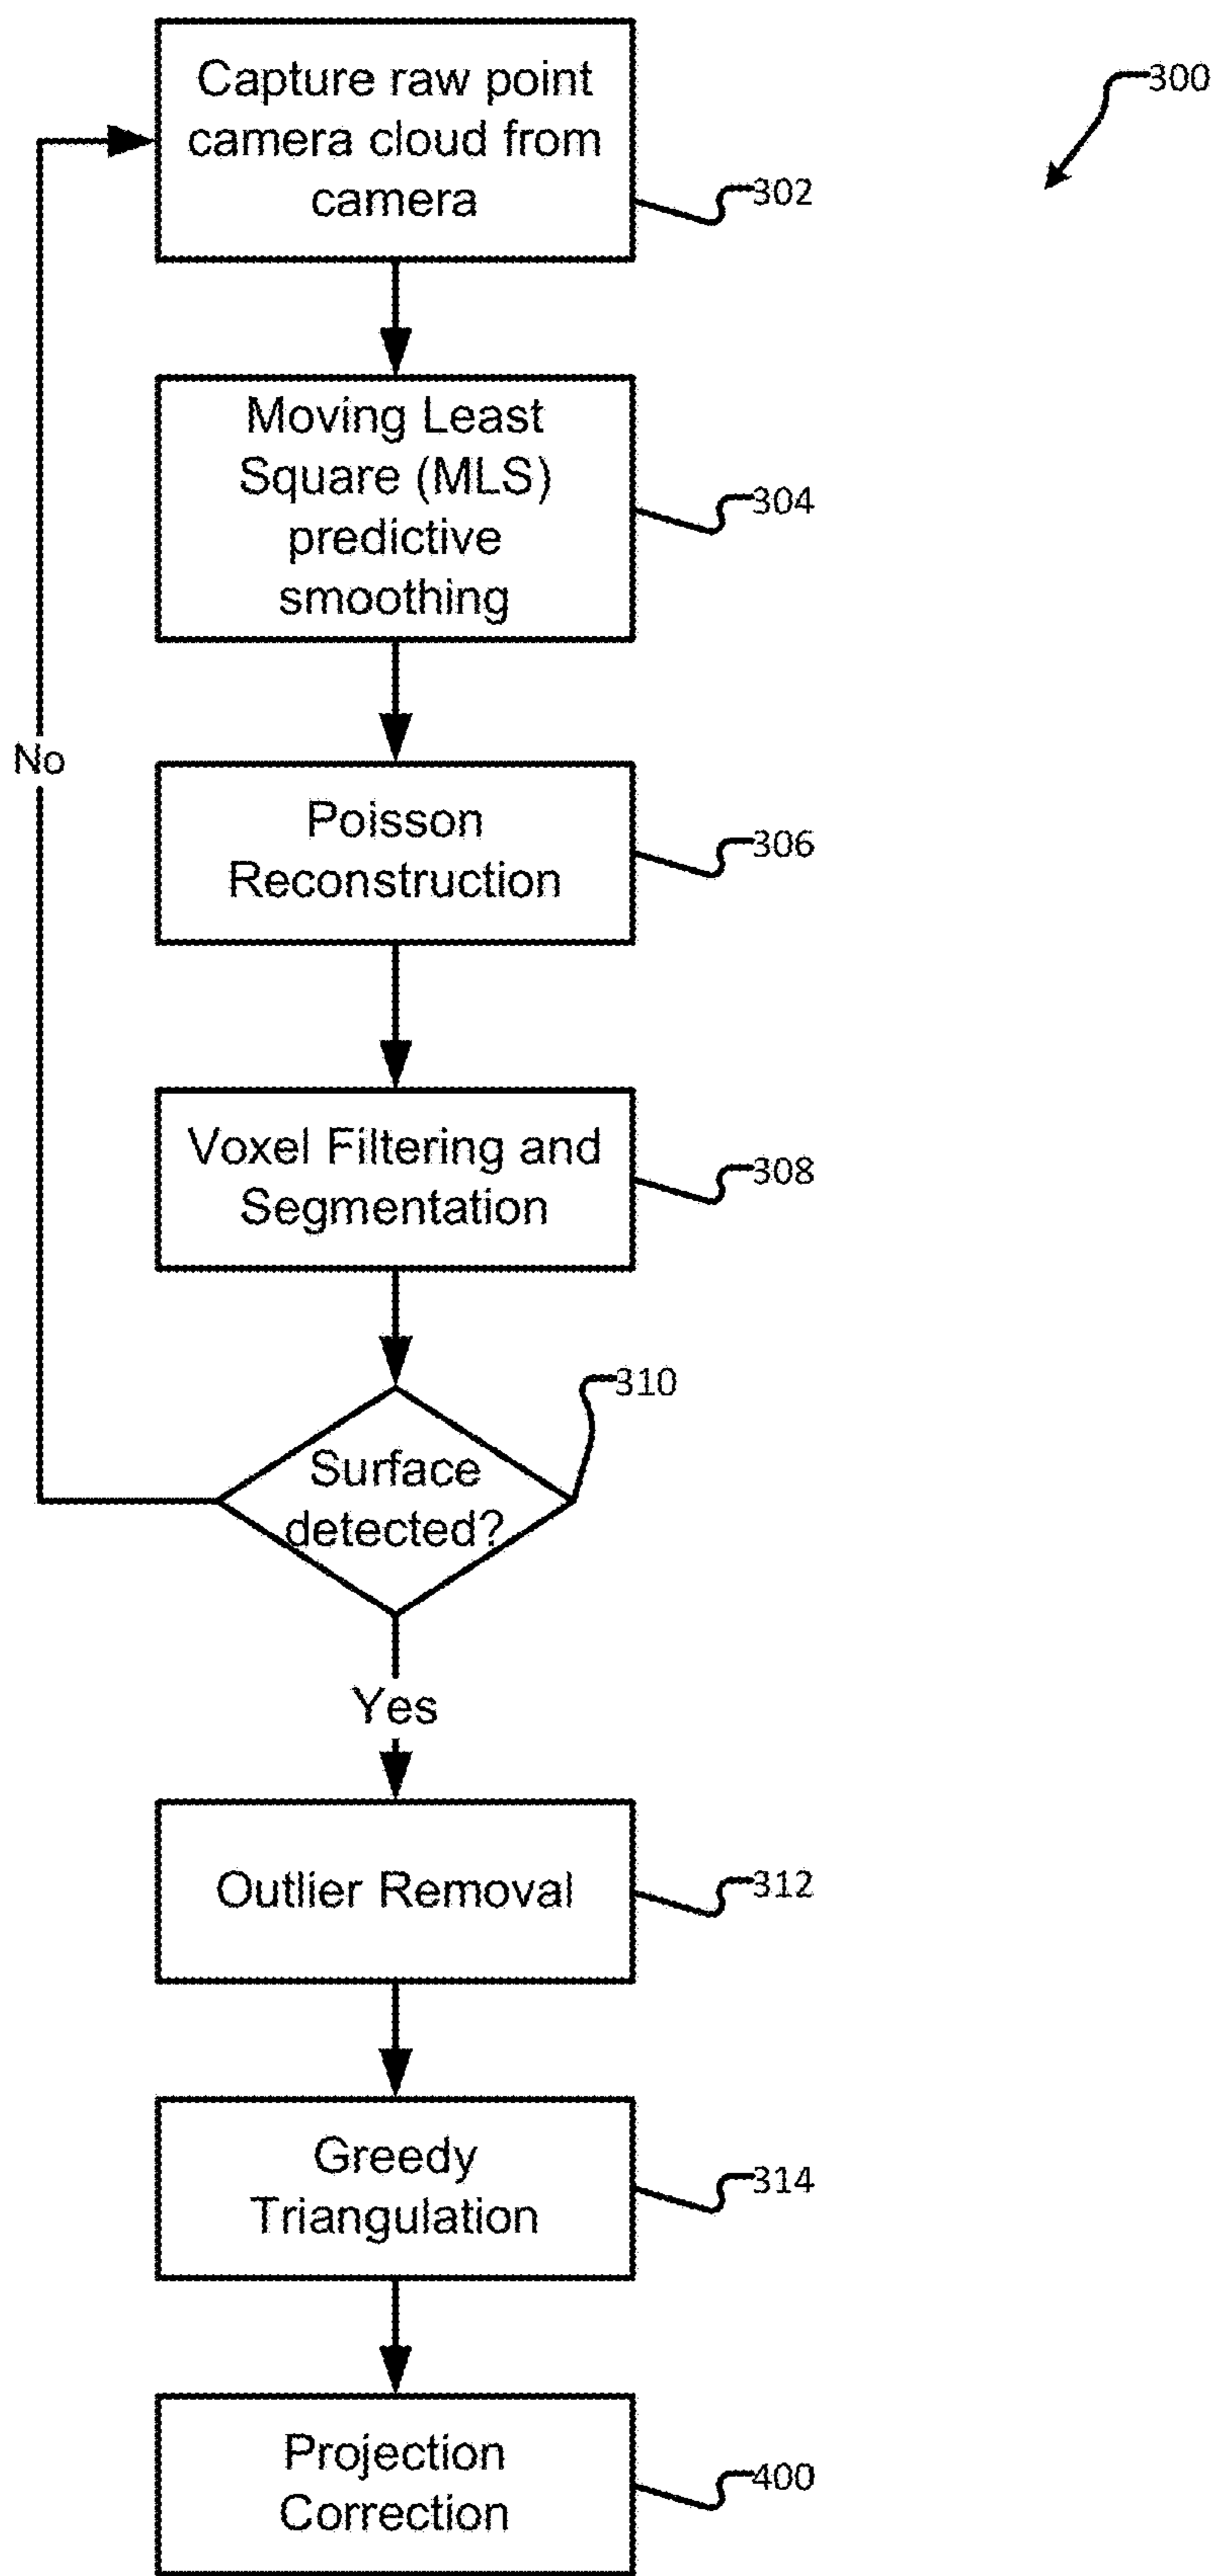 Capture raw point
camera cloud from
camera
300
302
Moving Least
Square (MLS)
predictive
smoothing
304
No
Poisson
Reconstruction
306
Voxel Filtering and
Segmentation
308
310
Surface
detected?
Yes
Outlier Removal
312
Greedy
Triangulation
314
Projection
Correction
400